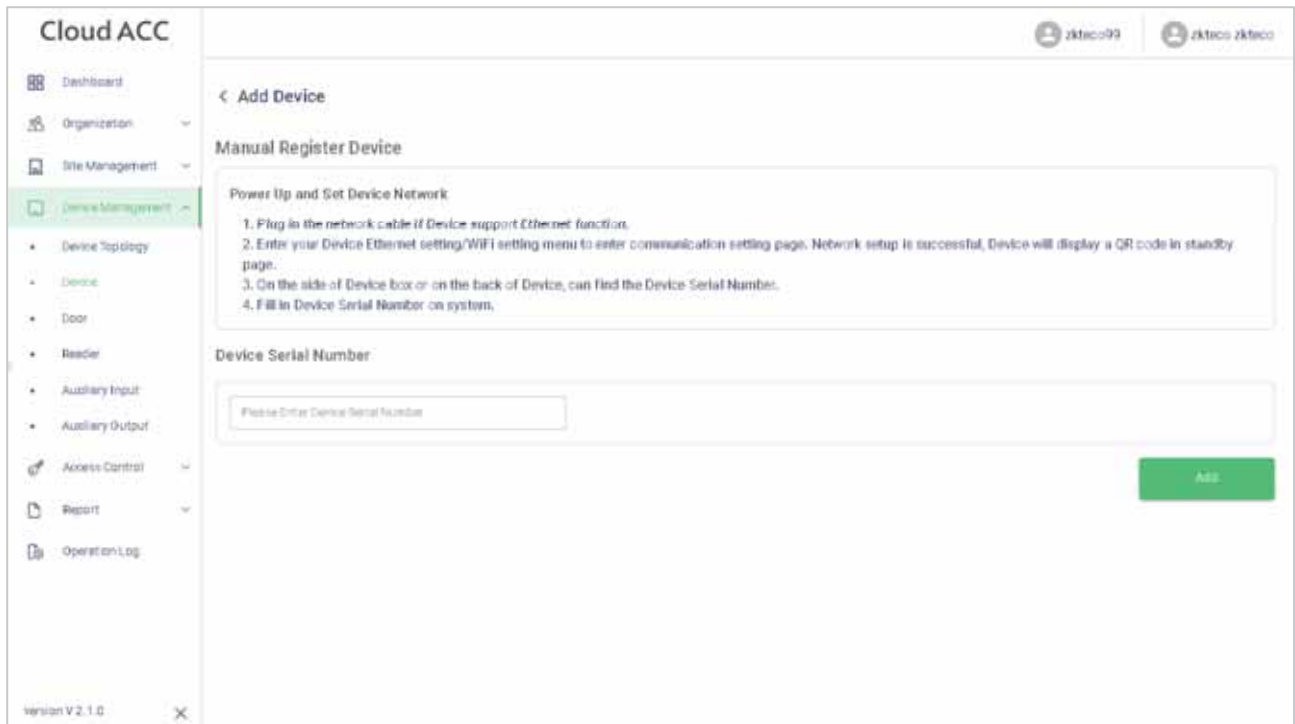 Cloud ACC
zkteco99
zkteco zkteco
Dashboard
Organization
Site Management
Device Management
Device Topology
Device
Door
Reader
Auxiliary Input
Auxiliary Output
Access Control
Report
Operation Log
version V 2.1.0
< Add Device
Manual Register Device
Power Up and Set Device Network
1. Plug in the network cable if Device support Ethernet function.
2. Enter your Device Ethernet setting/WiFi setting menu to enter communication setting page. Network setup is successful, Device will display a QR code in standby
page.
3. On the side of Device box or on the back of Device, can find the Device Serial Number.
4. Fill in Device Serial Number on system.
Device Serial Number
Please Enter Device Serial Number
Add